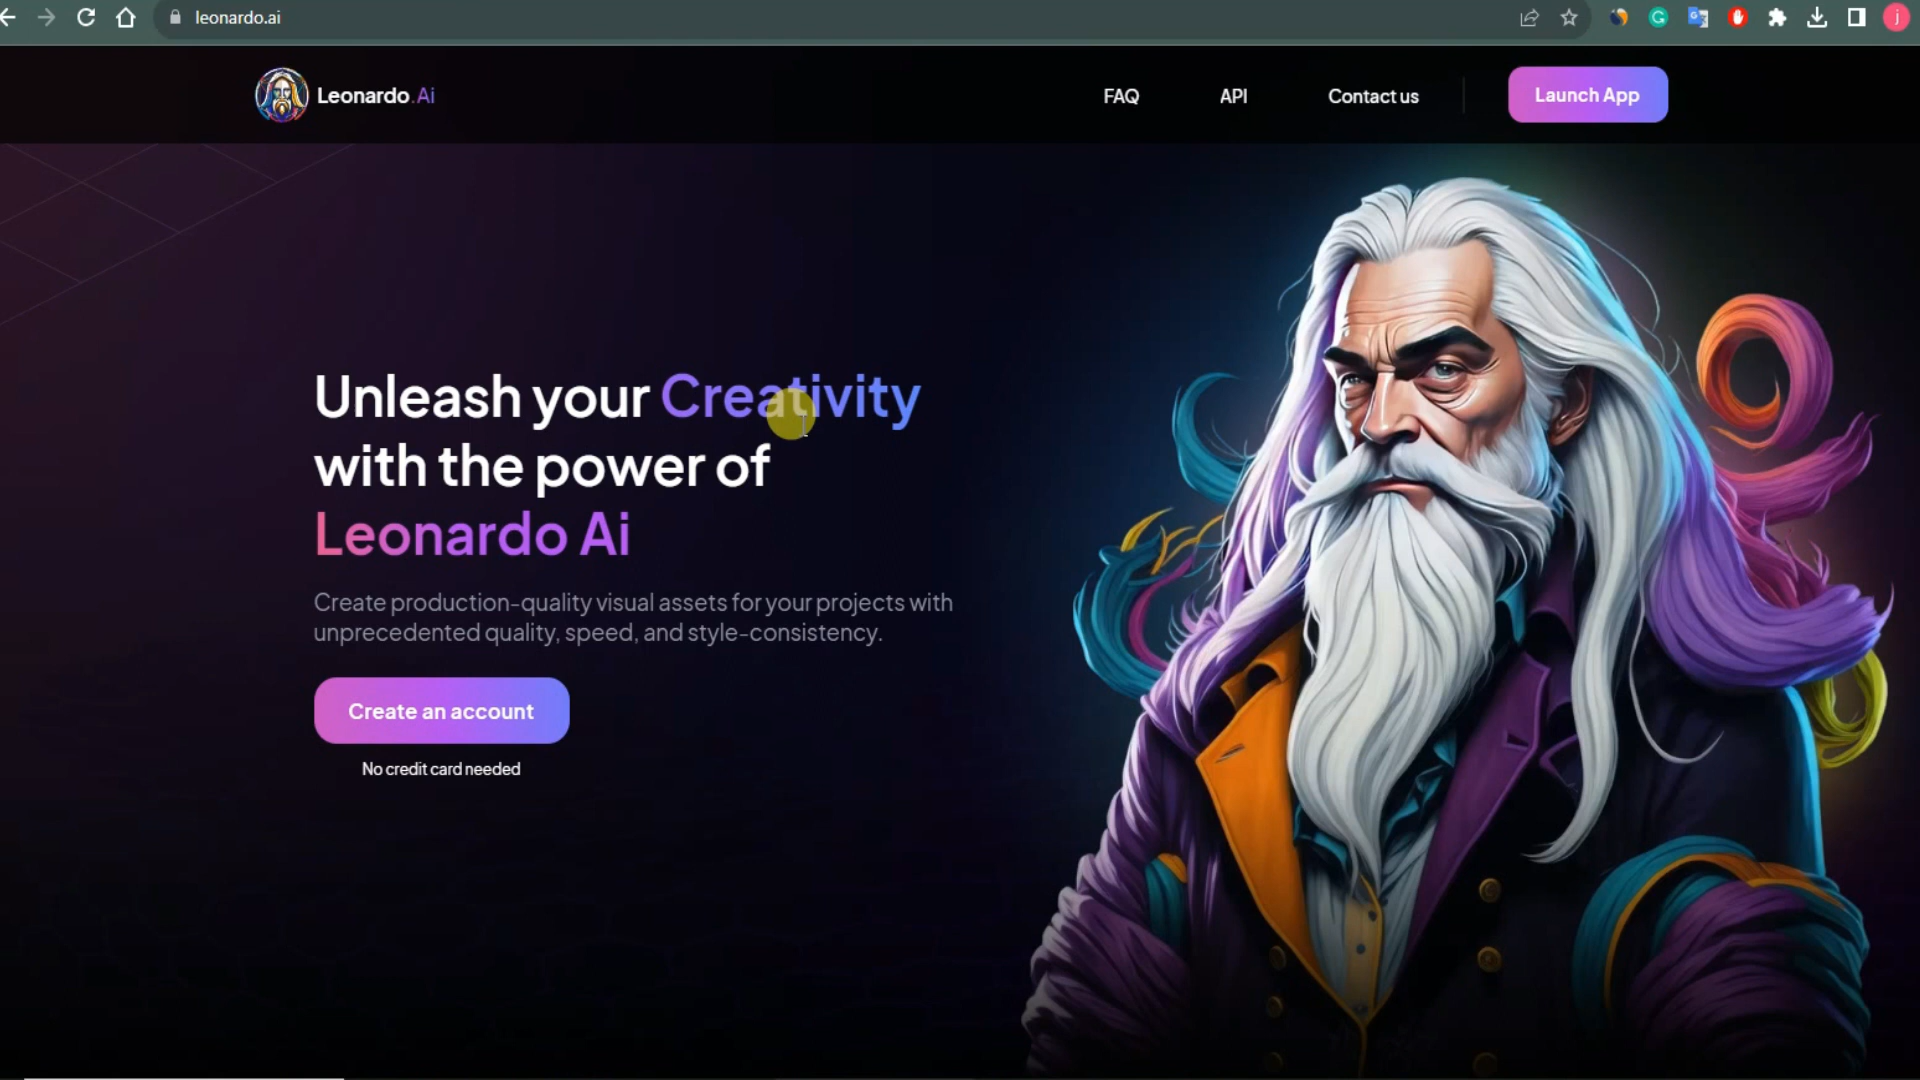 leonardo.ai
Leonardo.Ai
FAQ
API
Contact us
Launch App
Unleash your Creativity
with the power of
Leonardo Ai
Create production-quality visual assets for your projects with
unprecedented quality, speed, and style-consistency.
Create an account
No credit card needed